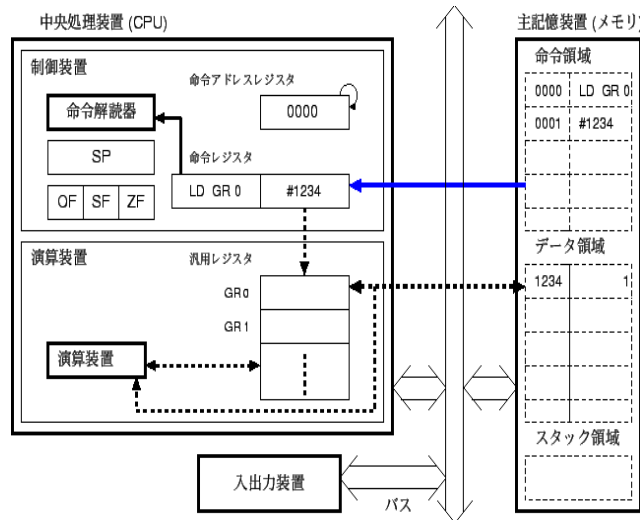 中央処理装置 (CPU)
主記憶装置 (メモリ)
制御装置
命令アドレスレジスタ
0000
命令解読器
SP
OF SF ZF
命令レジスタ
LD GR 0 #1234
命令領域
0000 LD GR 0
0001 #1234
演算装置
汎用レジスタ
GR0
GR1
演算装置
データ領域
1234 1
スタック領域
入出力装置
バス